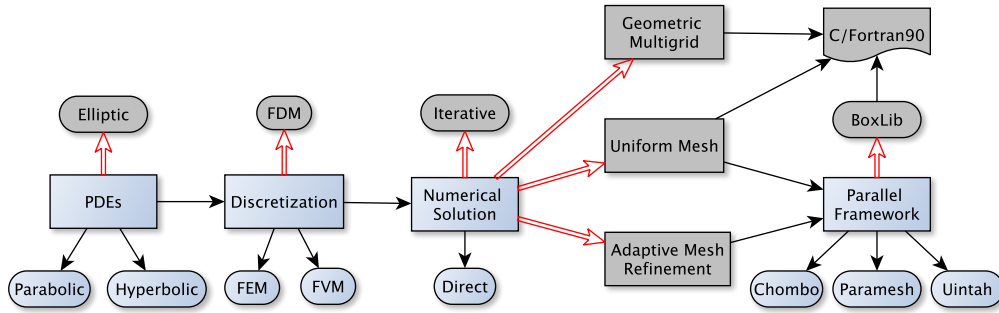 Geometric
Multigrid
C/Fortran90
Elliptic
FDM
Iterative
BoxLib
Uniform Mesh
PDEs
Discretization
Numerical
Solution
Parallel
Framework
Adaptive Mesh
Refinement
Parabolic
Hyperbolic
FEM
FVM
Direct
Chombo
Paramesh
Uintah